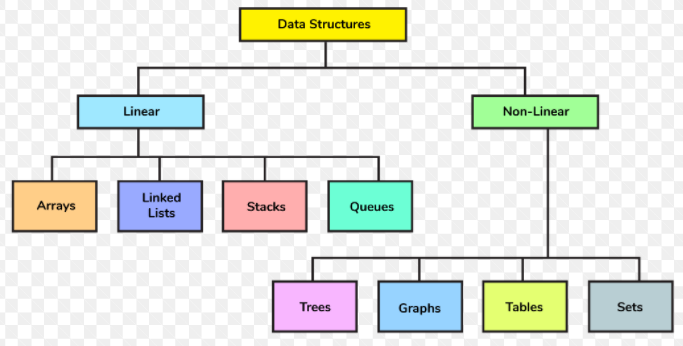 Data Structures
Linear
Non-Linear
Arrays
Linked
Lists
Stacks
Queues
Trees
Graphs
Tables
Sets